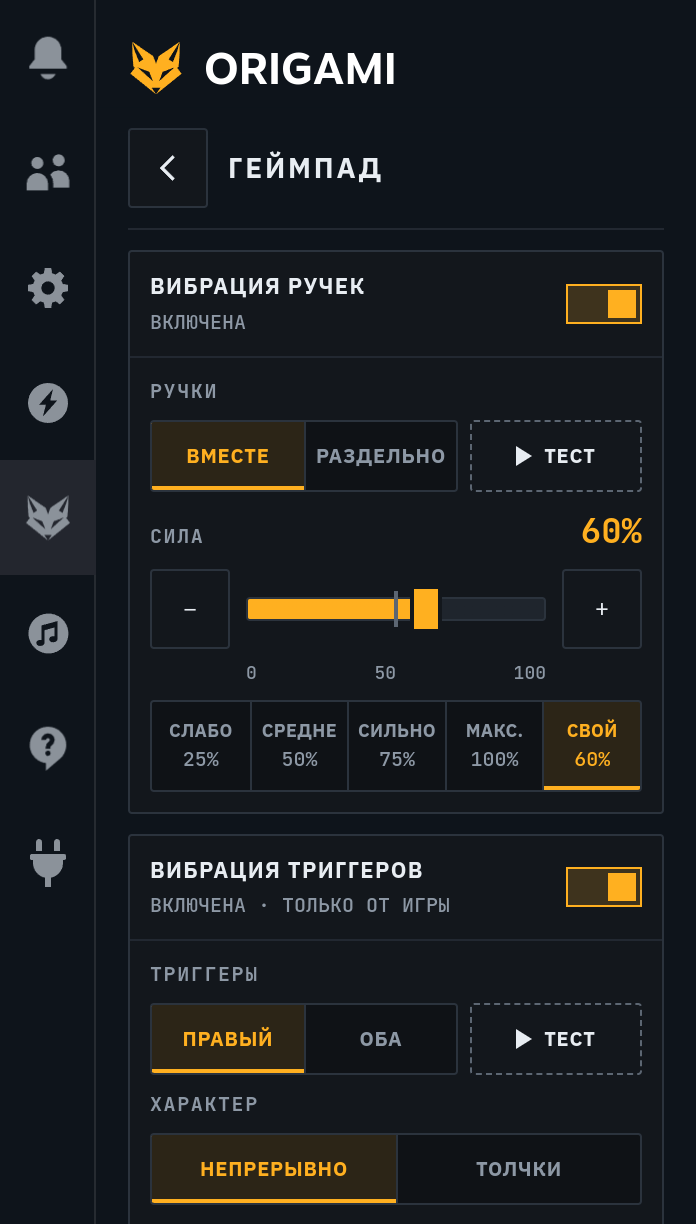 ORIGAMI
ГЕЙМПАД
ВИБРАЦИЯ РУЧЕК
ВКЛЮЧЕНА
РУЧКИ
ВМЕСТЕ РАЗДЕЛЬНО ТЕСТ
СИЛА 60%
– +
0 50 100
СЛАБО СРЕДНЕ СИЛЬНО МАКС. СВОЙ
25% 50% 75% 100% 60%
ВИБРАЦИЯ ТРИГГЕРОВ
ВКЛЮЧЕНА · ТОЛЬКО ОТ ИГРЫ
ТРИГГЕРЫ
ПРАВЫЙ ОБА ТЕСТ
ХАРАКТЕР
НЕПРЕРЫВНО ТОЛЧКИ